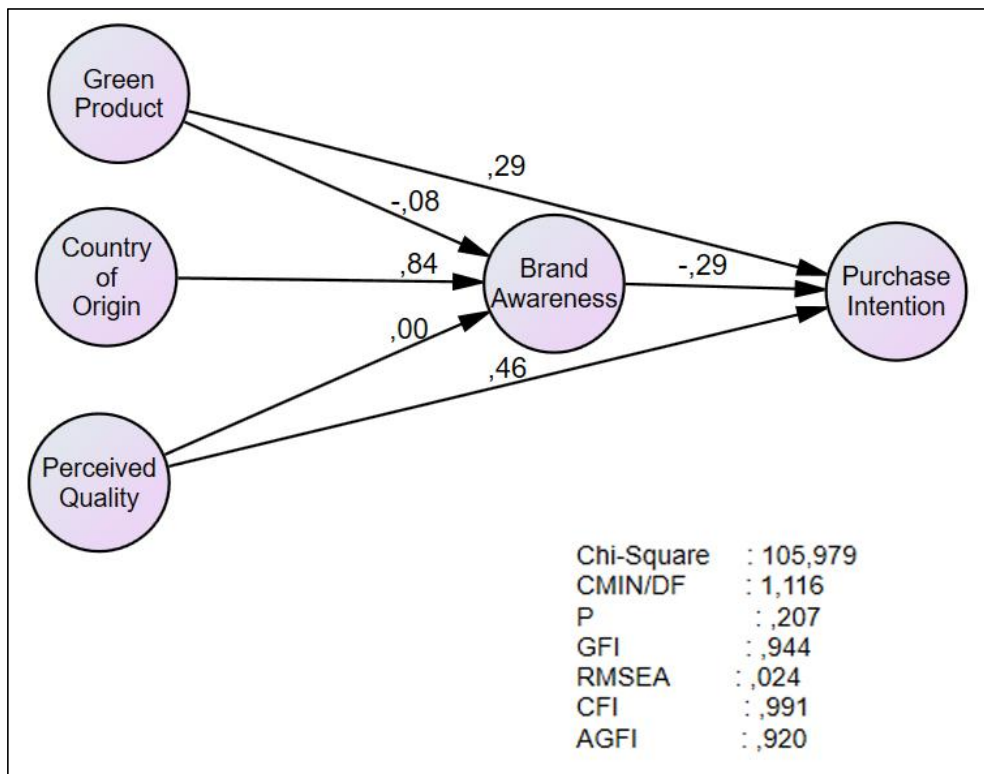 Green
Product
,29
-,08
Country
of
Origin
,84
Brand
Awareness
-,29
Purchase
Intention
,00
,46
Perceived
Quality
Chi-Square : 105,979
CMIN/DF : 1,116
P : ,207
GFI : ,944
RMSEA : ,024
CFI : ,991
AGFI : ,920